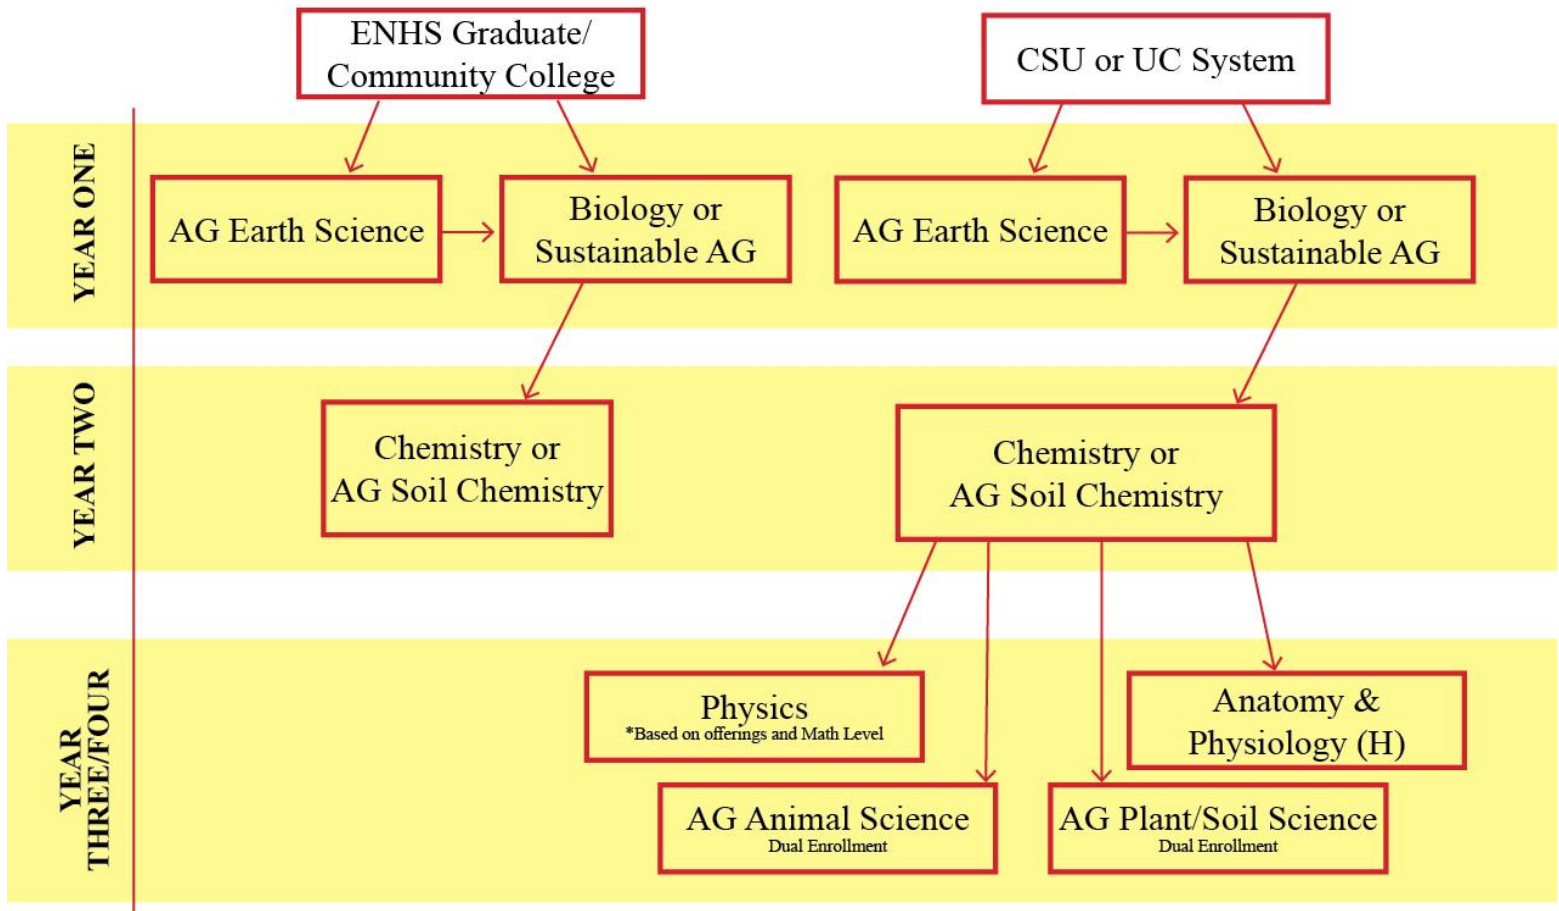 ENHS Graduate/
Community College
CSU or UC System
YEAR ONE
AG Earth Science
Biology or
Sustainable AG
AG Earth Science
Biology or
Sustainable AG
YEAR TWO
Chemistry or
AG Soil Chemistry
Chemistry or
AG Soil Chemistry
YEAR
THREE/FOUR
Physics
*Based on offerings and Math Level
Anatomy &
Physiology (H)
AG Animal Science
Dual Enrollment
AG Plant/Soil Science
Dual Enrollment